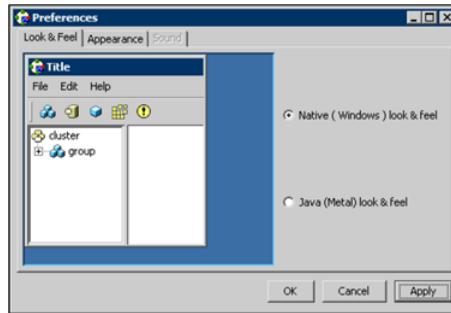 Preferences
Look & Feel Appearance Sound
Title
File Edit Help
cluster
group
Native ( Windows ) look & feel
Java (Metal) look & feel
OK Cancel Apply